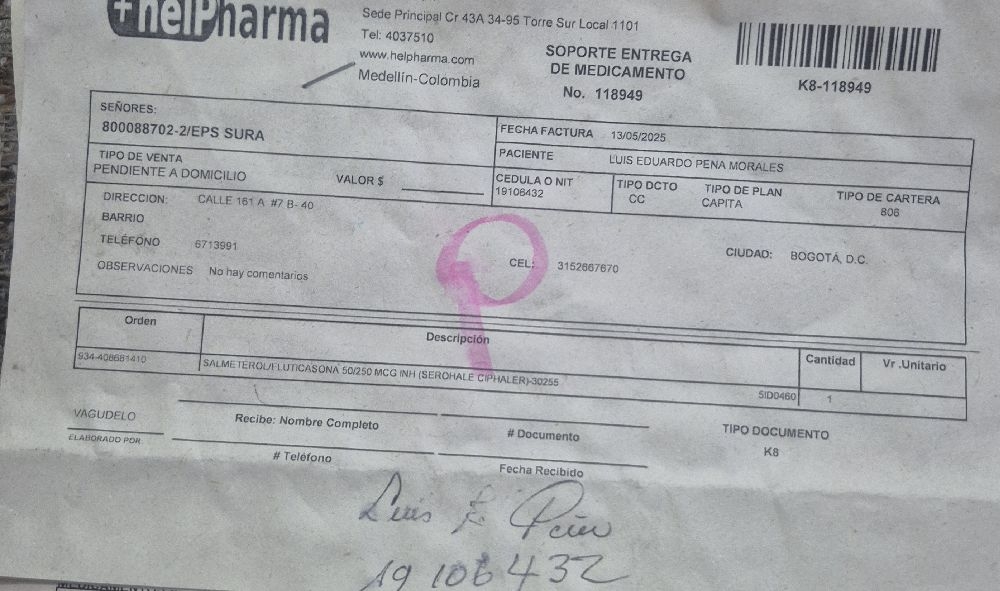 +helPharma
Sede Principal Cr 43A 34-95 Torre Sur Local 1101
Tel: 4037510
www.helpharma.com
Medellín-Colombia
SOPORTE ENTREGA
DE MEDICAMENTO
No. 118949
K8-118949
SEÑORES:
800088702-2/EPS SURA
FECHA FACTURA 13/05/2025
PACIENTE LUIS EDUARDO PENA MORALES
TIPO DE VENTA
PENDIENTE A DOMICILIO
VALOR $
CEDULA O NIT
19106432
TIPO DCTO
CC
TIPO DE PLAN
CAPITA
TIPO DE CARTERA
806
DIRECCION: CALLE 161 A #7 B- 40
BARRIO
TELÉFONO 6713991
CEL: 3152667670
CIUDAD: BOGOTÁ, D.C.
OBSERVACIONES No hay comentarios
Orden Descripción Cantidad Vr .Unitario
934-408681410 SALMETEROL/FLUTICASONA 50/250 MCG INH (SEROHALE CIPHALER)-30255 5ID0460 1
VAGUDELO
ELABORADO POR
Recibe: Nombre Completo
# Documento
TIPO DOCUMENTO
K8
# Teléfono
Fecha Recibido
Luis E. Peña
19106432